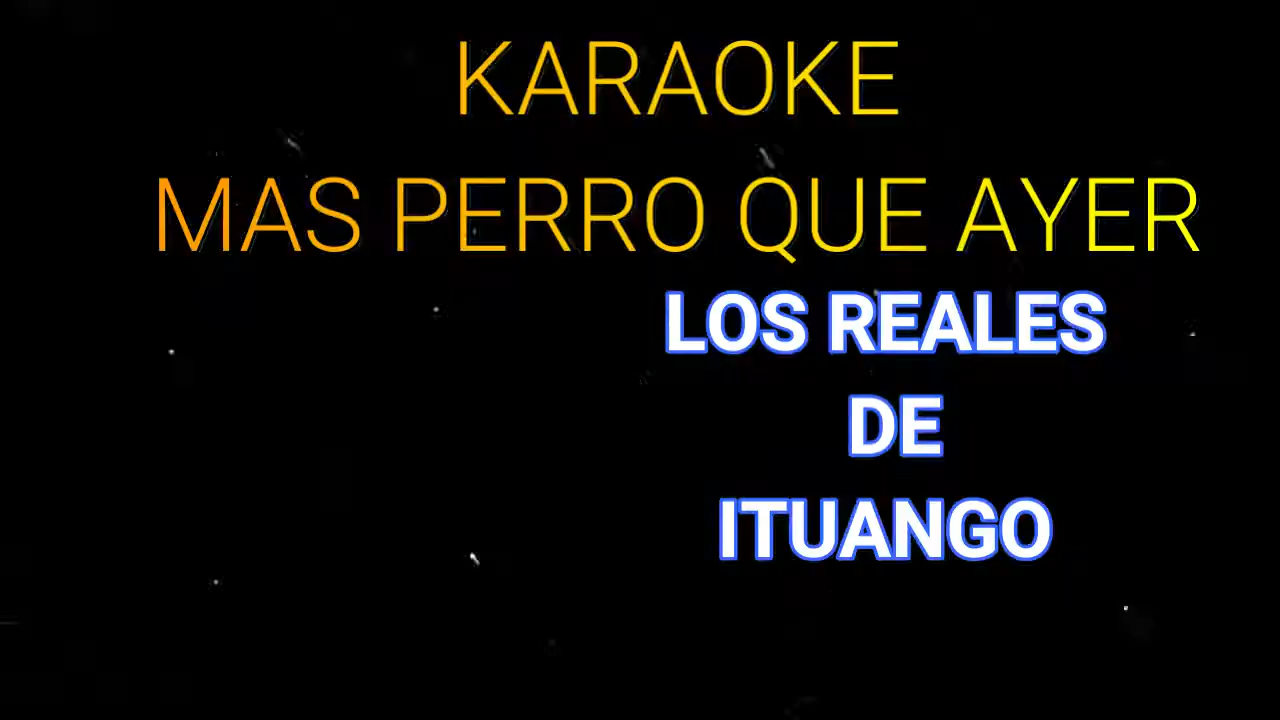 KARAOKE
MAS PERRO QUE AYER
LOS REALES
DE
ITUANGO